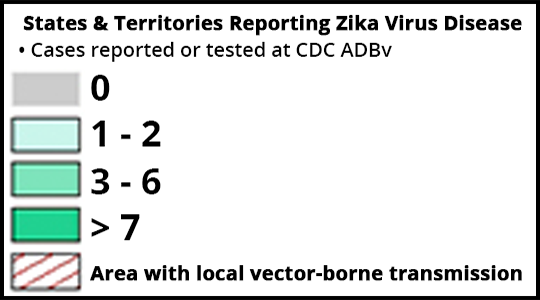 States & Territories Reporting Zika Virus Disease
• Cases reported or tested at CDC ADBv
0
1 - 2
3 - 6
> 7
Area with local vector-borne transmission